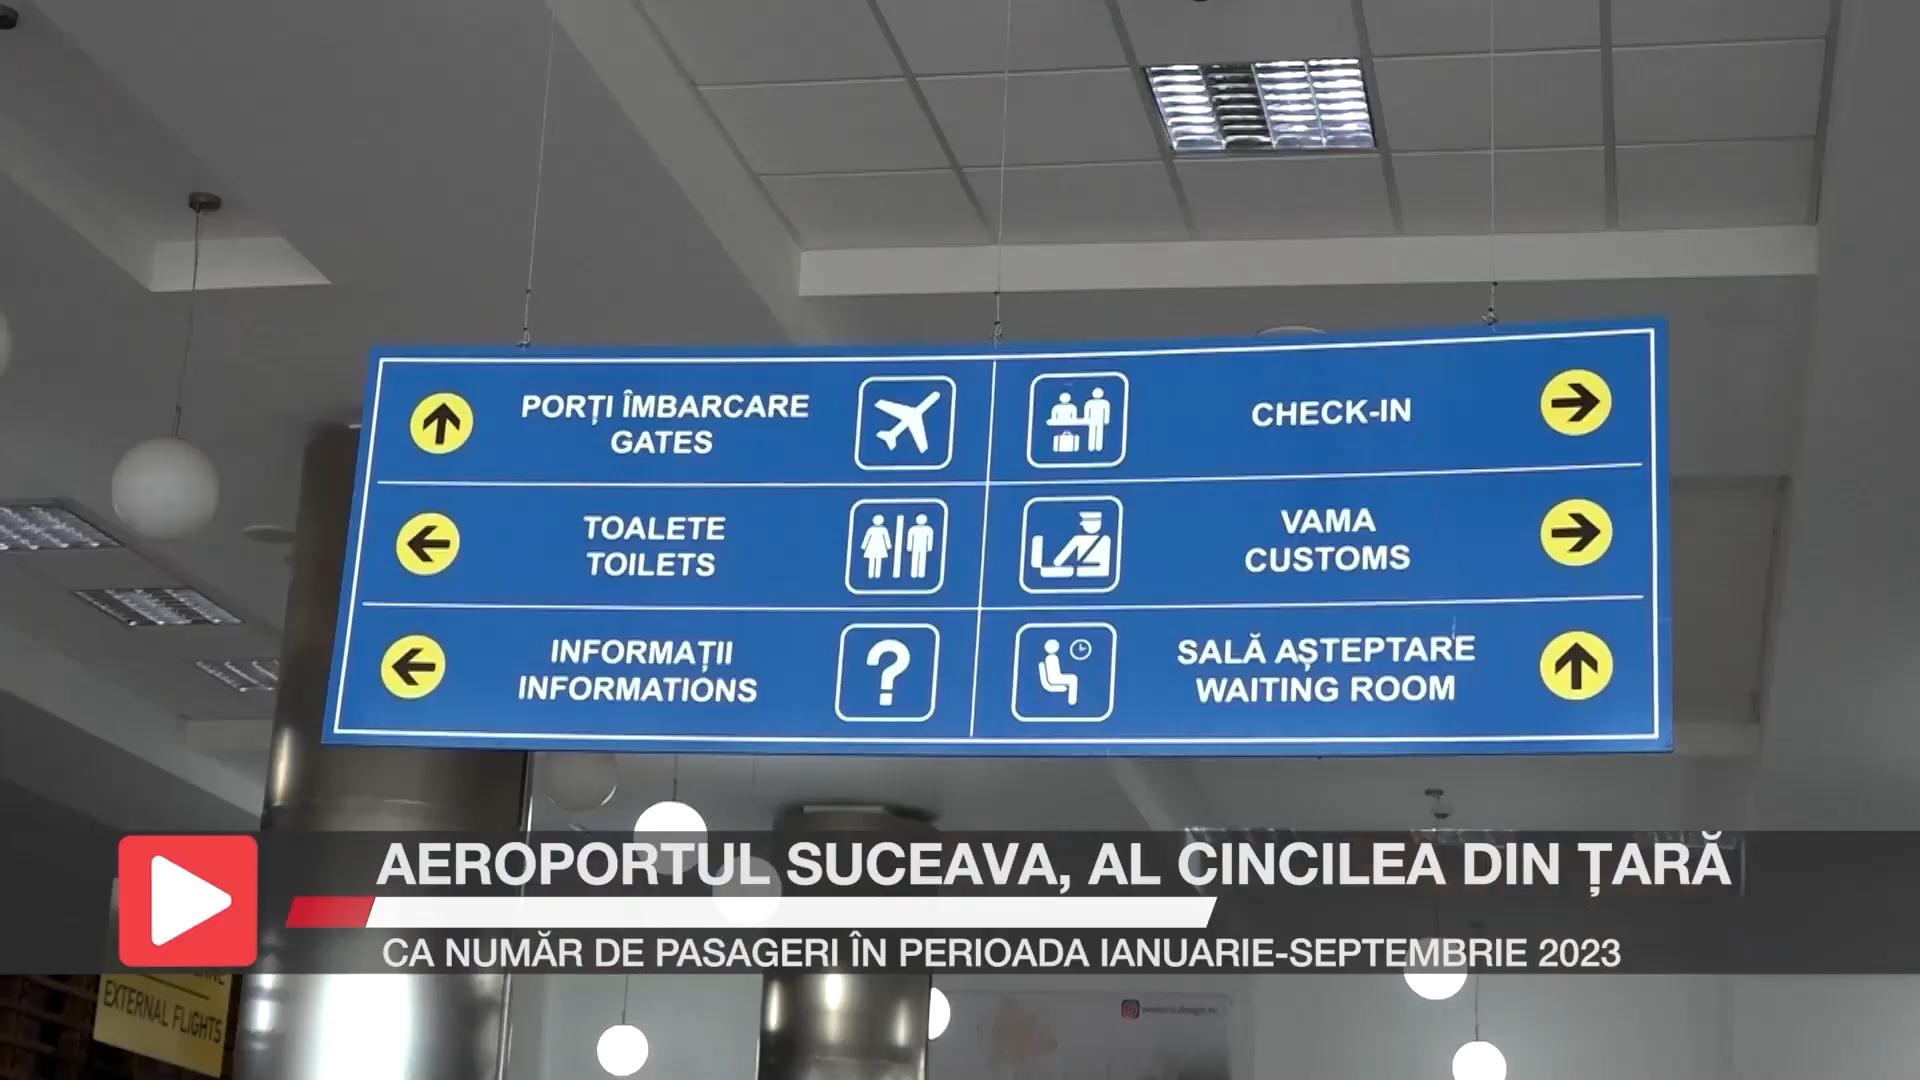 PORȚI ÎMBARCARE
GATES
CHECK-IN
TOALETE
TOILETS
VAMA
CUSTOMS
INFORMAȚII
INFORMATIONS
SALĂ AȘTEPTARE
WAITING ROOM
AEROPORTUL SUCEAVA, AL CINCILEA DIN ȚARĂ
CA NUMĂR DE PASAGERI ÎN PERIOADA IANUARIE-SEPTEMBRIE 2023
EXTERNAL FLIGHTS